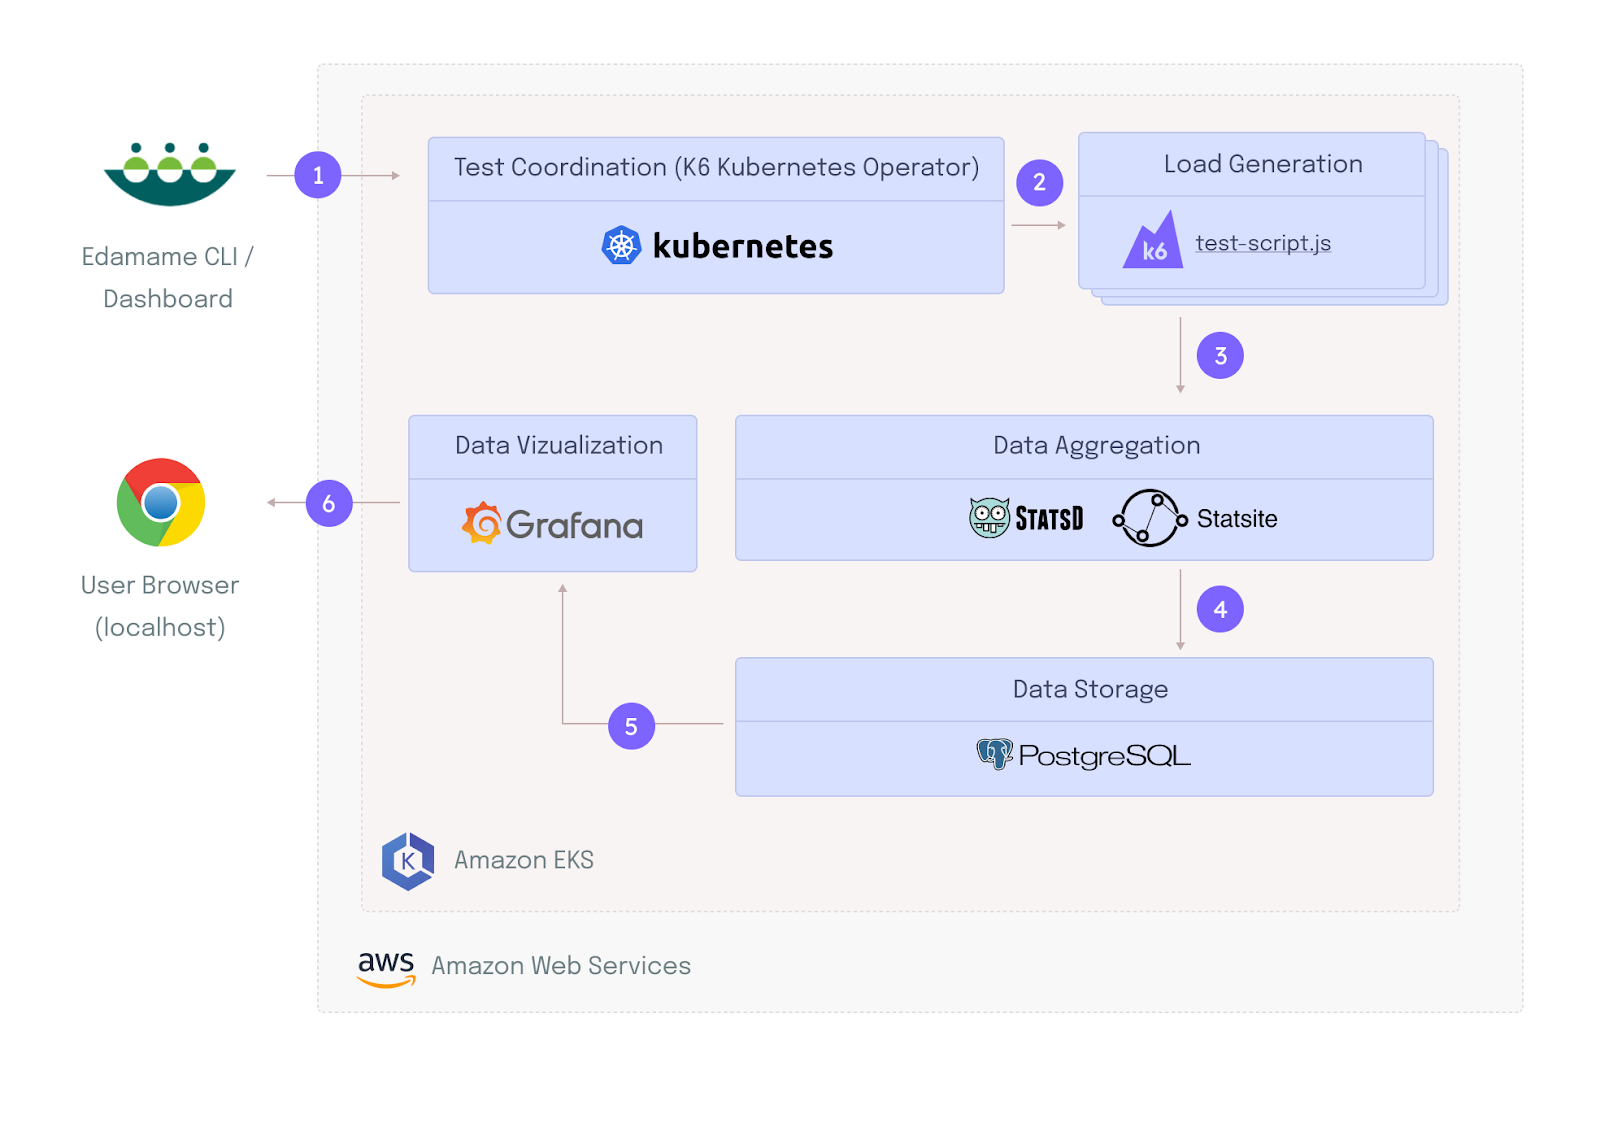 1
Test Coordination (K6 Kubernetes Operator)
kubernetes
2
Load Generation
k6
test-script.js
Edamame CLI /
Dashboard
3
Data Vizualization
Grafana
Data Aggregation
STATSD
Statsite
6
User Browser
(localhost)
4
Data Storage
PostgreSQL
5
K
Amazon EKS
aws
Amazon Web Services